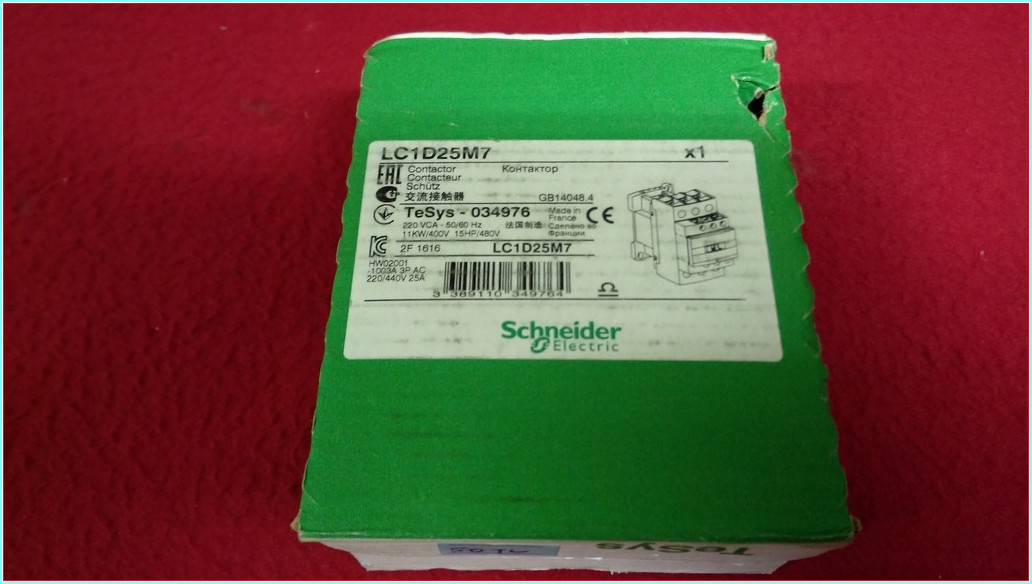 LC1D25M7 x1
EAC Contactor Контактор
Contacteur
Schütz
交流接触器 GB14048.4
TeSys - 034976 Made in France CE
220 VCA - 50/60 Hz 法国制造 Сделано во Франции
11KW/400V 15HP/480V
2F 1616 LC1D25M7
HW02001
-1003A 3P AC
220/440V 25A
3 389110 349764
Schneider
Electric
TeSys